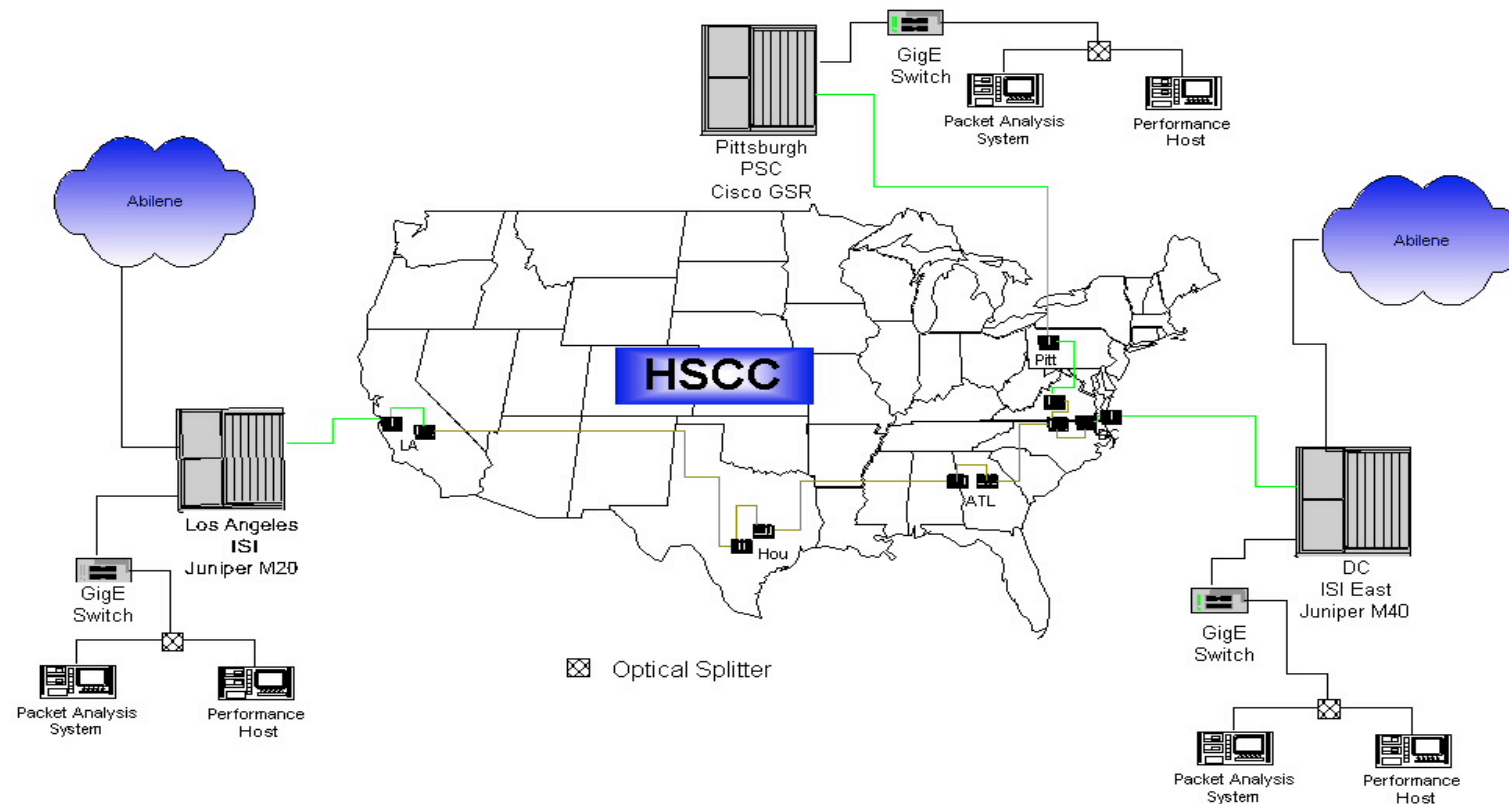 GigE
Switch
Packet Analysis
System
Performance
Host
Pittsburgh
PSC
Cisco GSR
Abilene
Abilene
HSCC
Pitt
LA
DC
ATL
Hou
Los Angeles
ISI
Juniper M20
GigE
Switch
Packet Analysis
System
Performance
Host
Optical Splitter
DC
ISI East
Juniper M40
GigE
Switch
Packet Analysis
System
Performance
Host